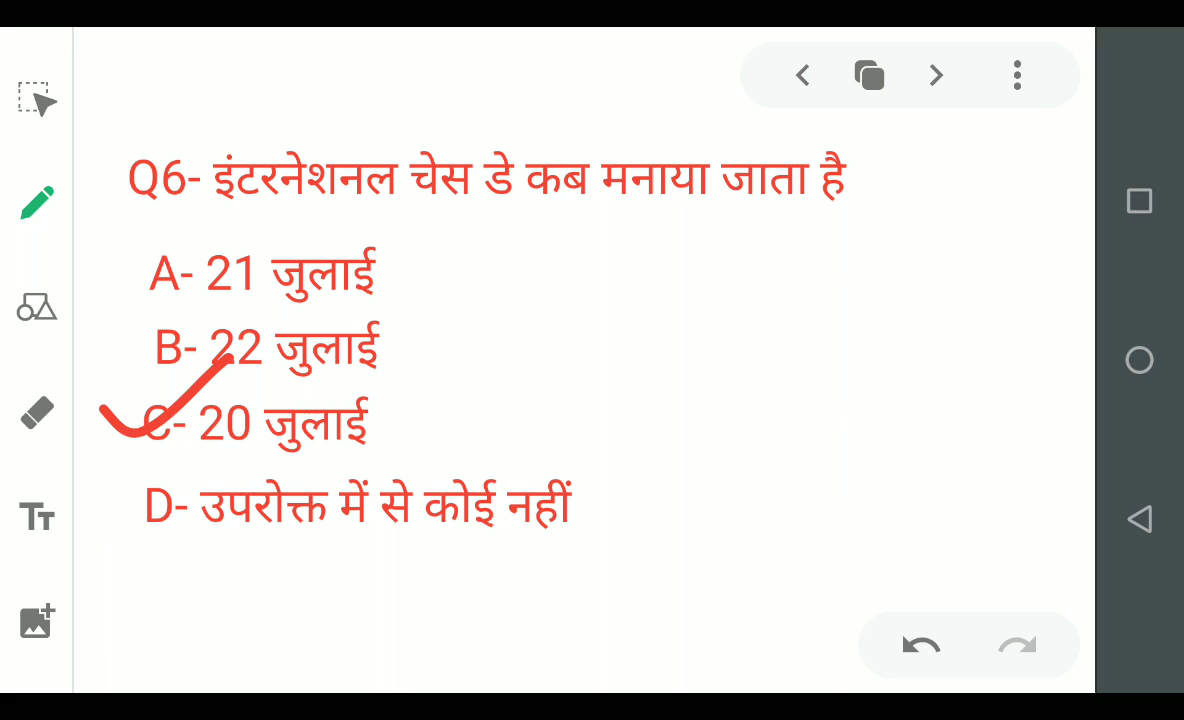 Q6- इंटरनेशनल चेस डे कब मनाया जाता है
A- 21 जुलाई
B- 22 जुलाई
C- 20 जुलाई
D- उपरोक्त में से कोई नहीं